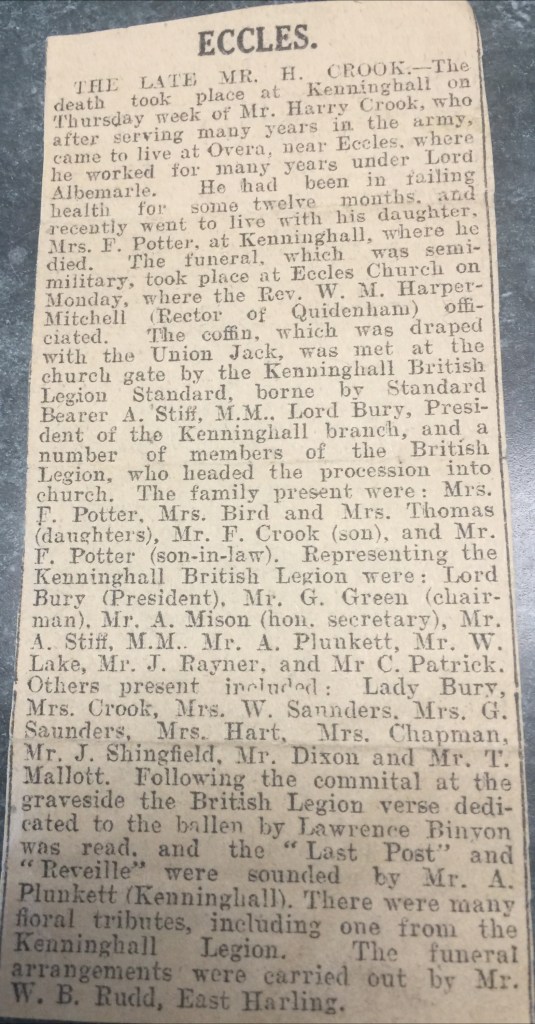 ECCLES.
THE LATE MR. H. CROOK.—The
death took place at Kenninghall on
Thursday week of Mr. Harry Crook, who
after serving many years in the army,
came to live at Overa, near Eccles, where
he worked for many years under Lord
Albemarle. He had been in failing
health for some twelve months, and
recently went to live with his daughter,
Mrs. F. Potter, at Kenninghall, where he
died. The funeral, which was semi-
military, took place at Eccles Church on
Monday, where the Rev. W. M. Harper-
Mitchell (Rector of Quidenham) offi-
ciated. The coffin, which was draped
with the Union Jack, was met at the
church gate by the Kenninghall British
Legion Standard, borne by Standard
Bearer A. Stiff, M.M., Lord Bury, Presi-
dent of the Kenninghall branch, and a
number of members of the British
Legion, who headed the procession into
church. The family present were: Mrs.
F. Potter, Mrs. Bird and Mrs. Thomas
(daughters), Mr. F. Crook (son), and Mr.
F. Potter (son-in-law). Representing the
Kenninghall British Legion were: Lord
Bury (President), Mr. G. Green (chair-
man), Mr. A. Mison (hon. secretary), Mr.
A. Stiff, M.M.. Mr. A. Plunkett, Mr. W.
Lake, Mr. J. Rayner, and Mr C. Patrick.
Others present included: Lady Bury,
Mrs. Crook, Mrs. W. Saunders, Mrs. G.
Saunders, Mrs. Hart, Mrs. Chapman,
Mr. J. Shingfield, Mr. Dixon and Mr. T.
Mallott. Following the commital at the
graveside the British Legion verse dedi-
cated to the ballen by Lawrence Binyon
was read, and the "Last Post" and
"Reveille" were sounded by Mr. A.
Plunkett (Kenninghall). There were many
floral tributes, including one from the
Kenninghall Legion. The funeral
arrangements were carried out by Mr.
W. B. Rudd, East Harling.